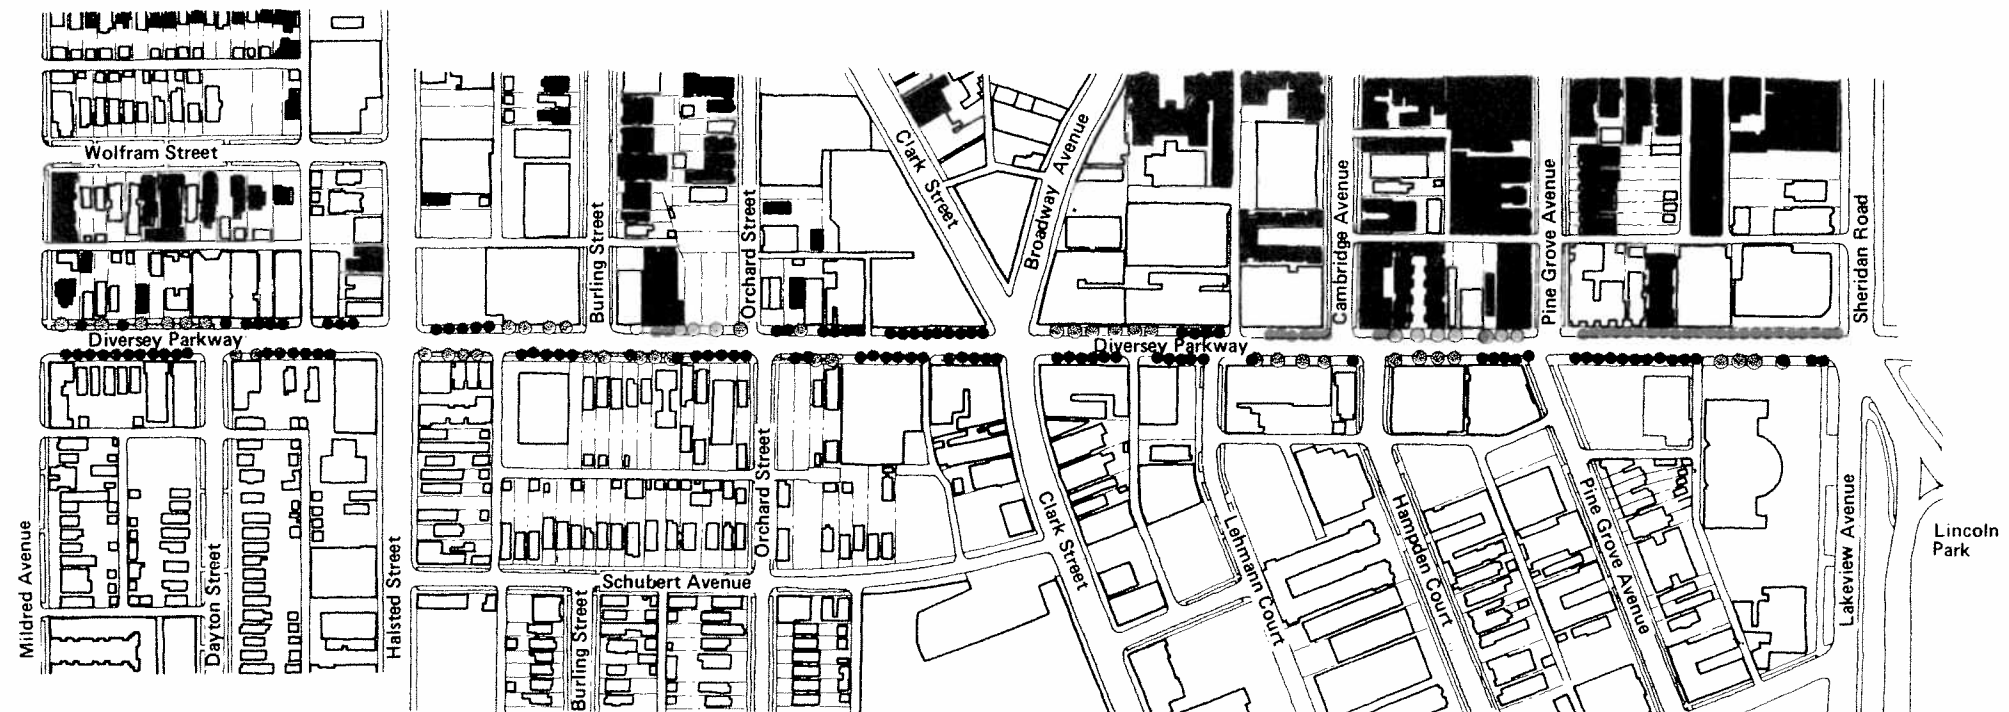 Wolfram Street
Clark Street
Broadway Avenue
Burling Street
Orchard Street
Cambridge Avenue
Pine Grove Avenue
Sheridan Road
Diversey Parkway
Diversey Parkway
Mildred Avenue
Dayton Street
Halsted Street
Orchard Street
Clark Street
Lehmann Court
Hampden Court
Pine Grove Avenue
Lakeview Avenue
Lincoln
Park
Schubert Avenue
Burling Street